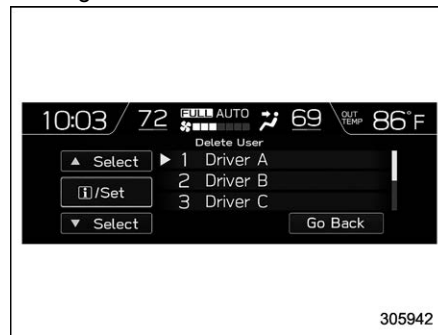 10:03 72 FULL AUTO 69 OUT TEMP 86°F
Delete User
▲ Select ▶ 1 Driver A
i/Set 2 Driver B
▼ Select 3 Driver C
Go Back
305942